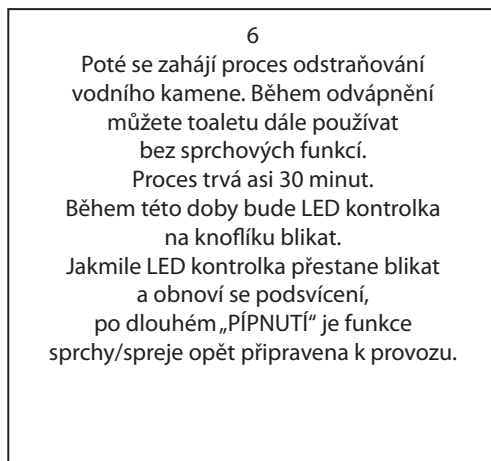 6
Poté se zahájí proces odstraňování
vodního kamene. Během odvápnění
můžete toaletu dále používat
bez sprchových funkcí.
Proces trvá asi 30 minut.
Během této doby bude LED kontrolka
na knoflíku blikat.
Jakmile LED kontrolka přestane blikat
a obnoví se podsvícení,
po dlouhém „PÍPNUTÍ“ je funkce
sprchy/spreje opět připravena k provozu.